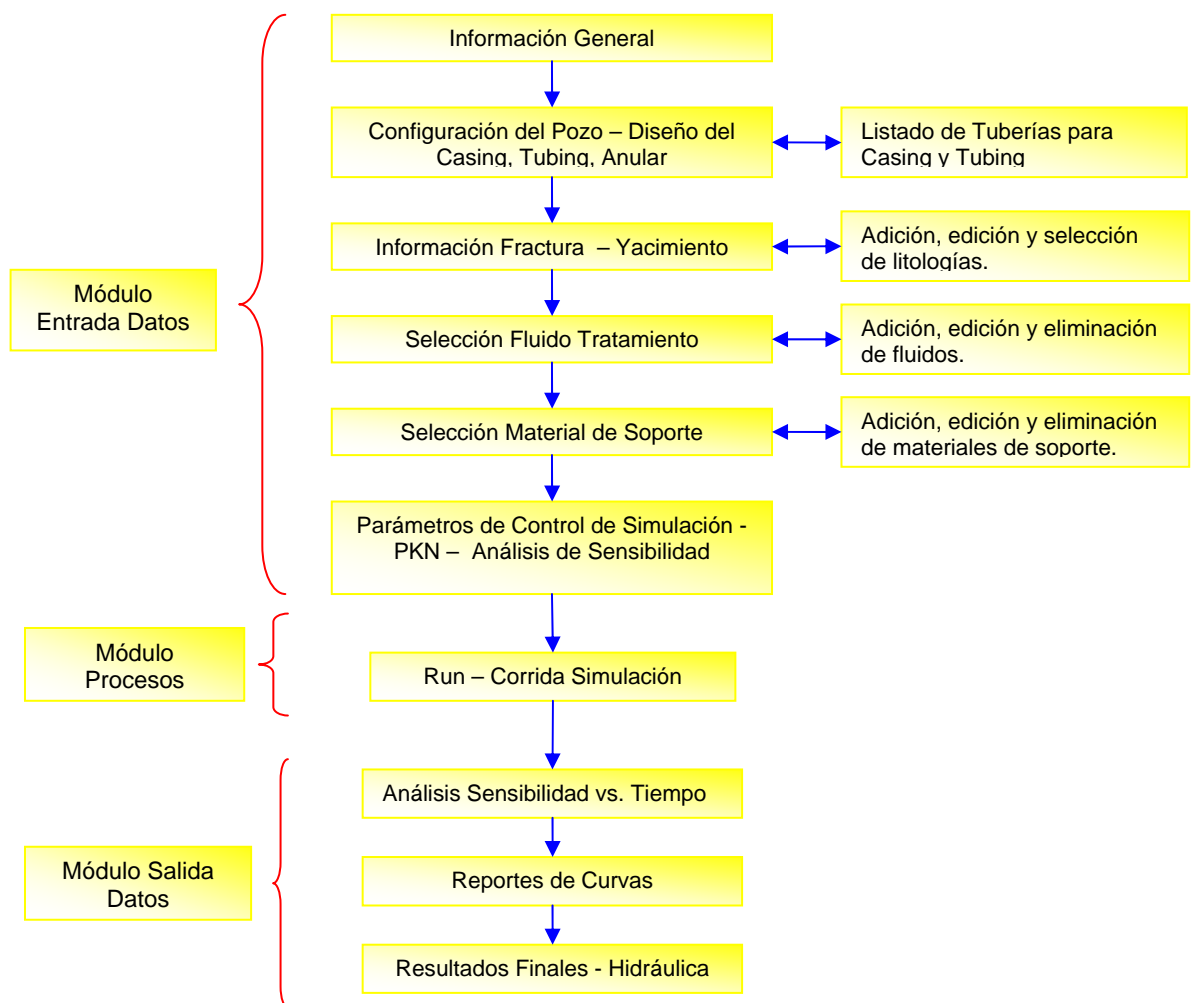 Información General
Configuración del Pozo – Diseño del
Casing, Tubing, Anular
Listado de Tuberías para
Casing y Tubing
Información Fractura – Yacimiento
Adición, edición y selección
de litologías.
Módulo
Entrada Datos
Selección Fluido Tratamiento
Adición, edición y eliminación
de fluidos.
Selección Material de Soporte
Adición, edición y eliminación
de materiales de soporte.
Parámetros de Control de Simulación -
PKN – Análisis de Sensibilidad
Módulo
Procesos
Run – Corrida Simulación
Análisis Sensibilidad vs. Tiempo
Módulo Salida
Datos
Reportes de Curvas
Resultados Finales - Hidráulica